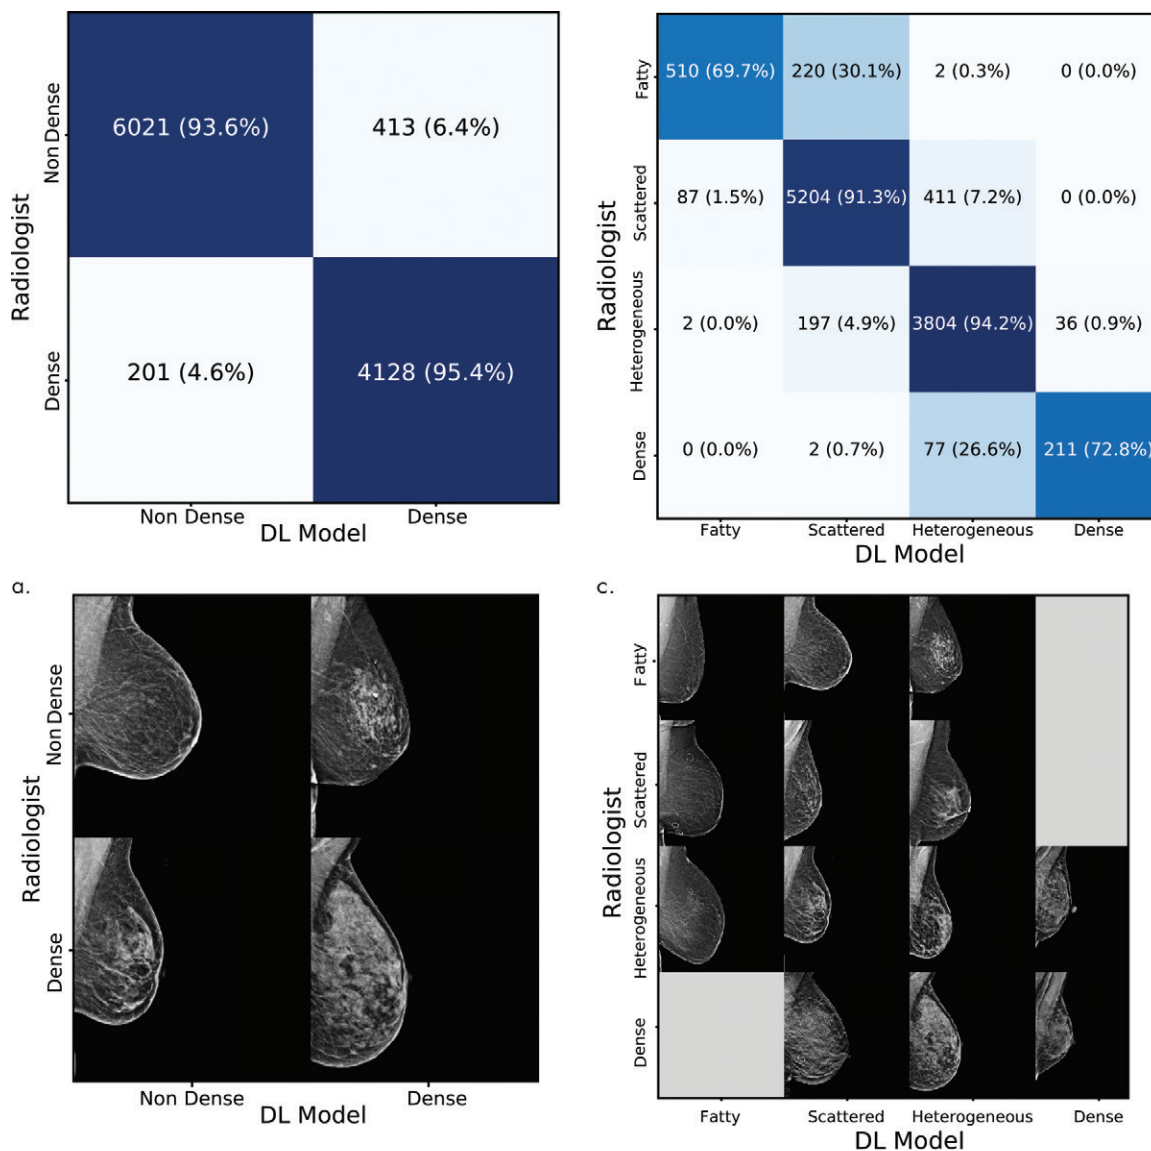 Radiologist
Non Dense
Dense
6021 (93.6%)
413 (6.4%)
201 (4.6%)
4128 (95.4%)
Non Dense
Dense
DL Model
Radiologist
Fatty
Scattered
Heterogeneous
Dense
510 (69.7%)
220 (30.1%)
2 (0.3%)
0 (0.0%)
87 (1.5%)
5204 (91.3%)
411 (7.2%)
0 (0.0%)
2 (0.0%)
197 (4.9%)
3804 (94.2%)
36 (0.9%)
0 (0.0%)
2 (0.7%)
77 (26.6%)
211 (72.8%)
Fatty
Scattered
Heterogeneous
Dense
DL Model
a.
Radiologist
Non Dense
Dense
Non Dense
Dense
DL Model
c.
Radiologist
Fatty
Scattered
Heterogeneous
Dense
Fatty
Scattered
Heterogeneous
Dense
DL Model